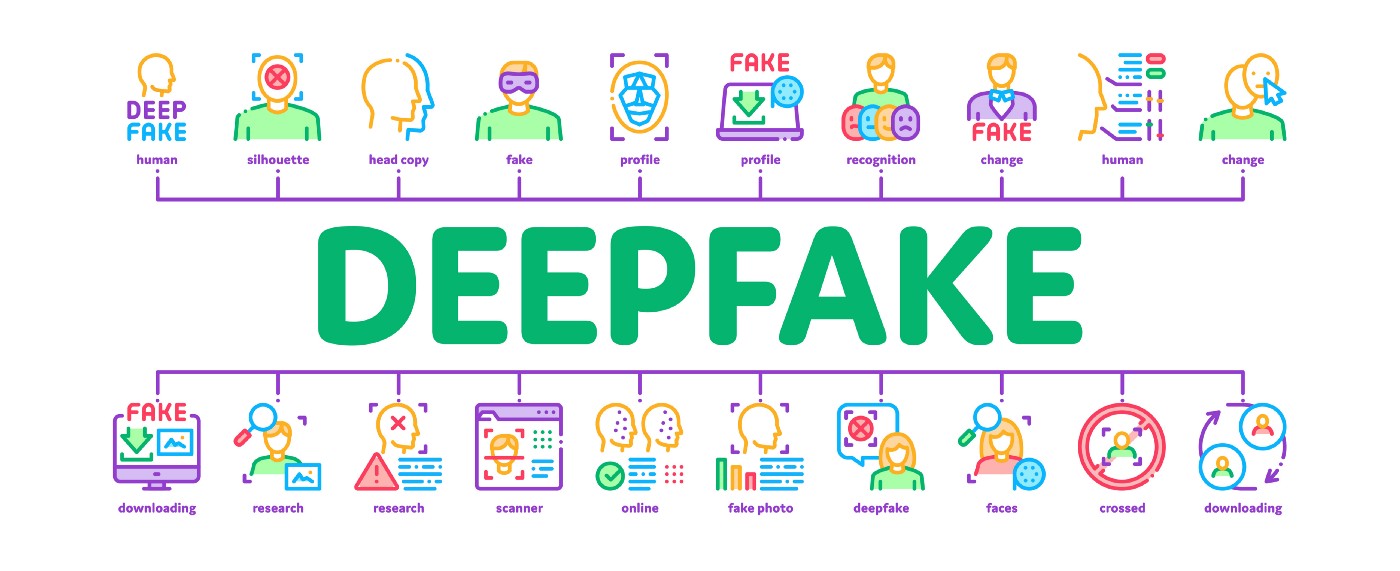 DEEP
FAKE
FAKE
FAKE
human
silhouette
head copy
fake
profile
profile
recognition
change
human
change
DEEPFAKE
FAKE
downloading
research
research
scanner
online
fake photo
deepfake
faces
crossed
downloading